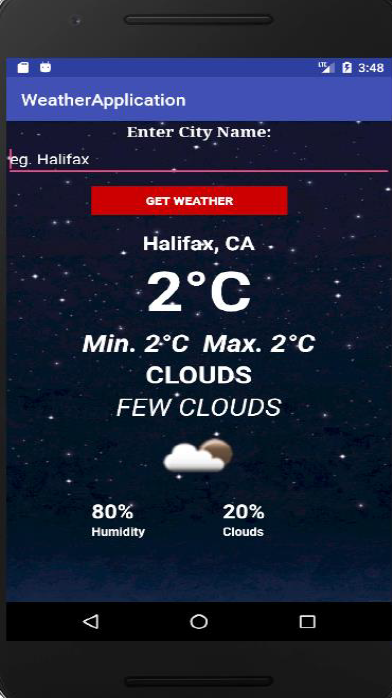 LTE 3:48
WeatherApplication
Enter City Name:
eg. Halifax
GET WEATHER
Halifax, CA
2°C
Min. 2°C Max. 2°C
CLOUDS
FEW CLOUDS
80% 20%
Humidity Clouds